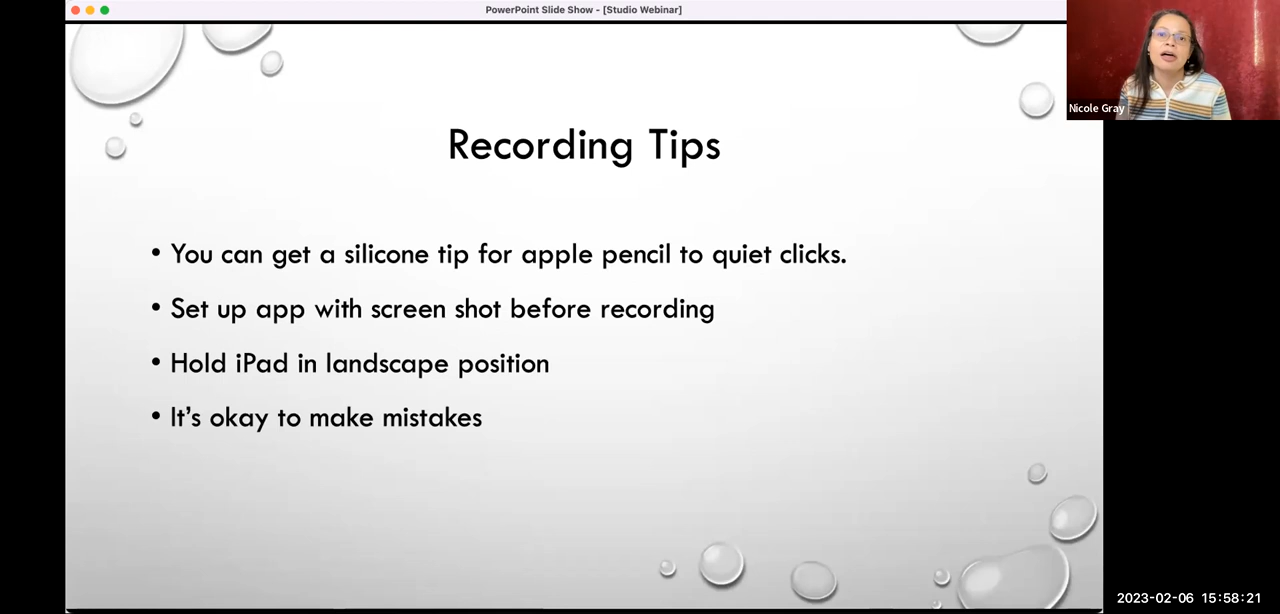 PowerPoint Slide Show - [Studio Webinar]
Nicole Gray
Recording Tips
• You can get a silicone tip for apple pencil to quiet clicks.
• Set up app with screen shot before recording
• Hold iPad in landscape position
• It's okay to make mistakes
2023-02-06 15:58:21